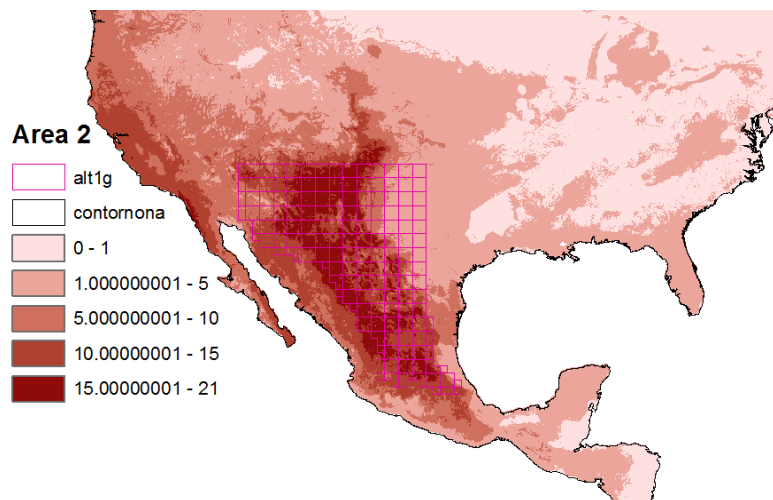 Area 2
alt1g
contornona
0 - 1
1.000000001 - 5
5.000000001 - 10
10.00000001 - 15
15.00000001 - 21